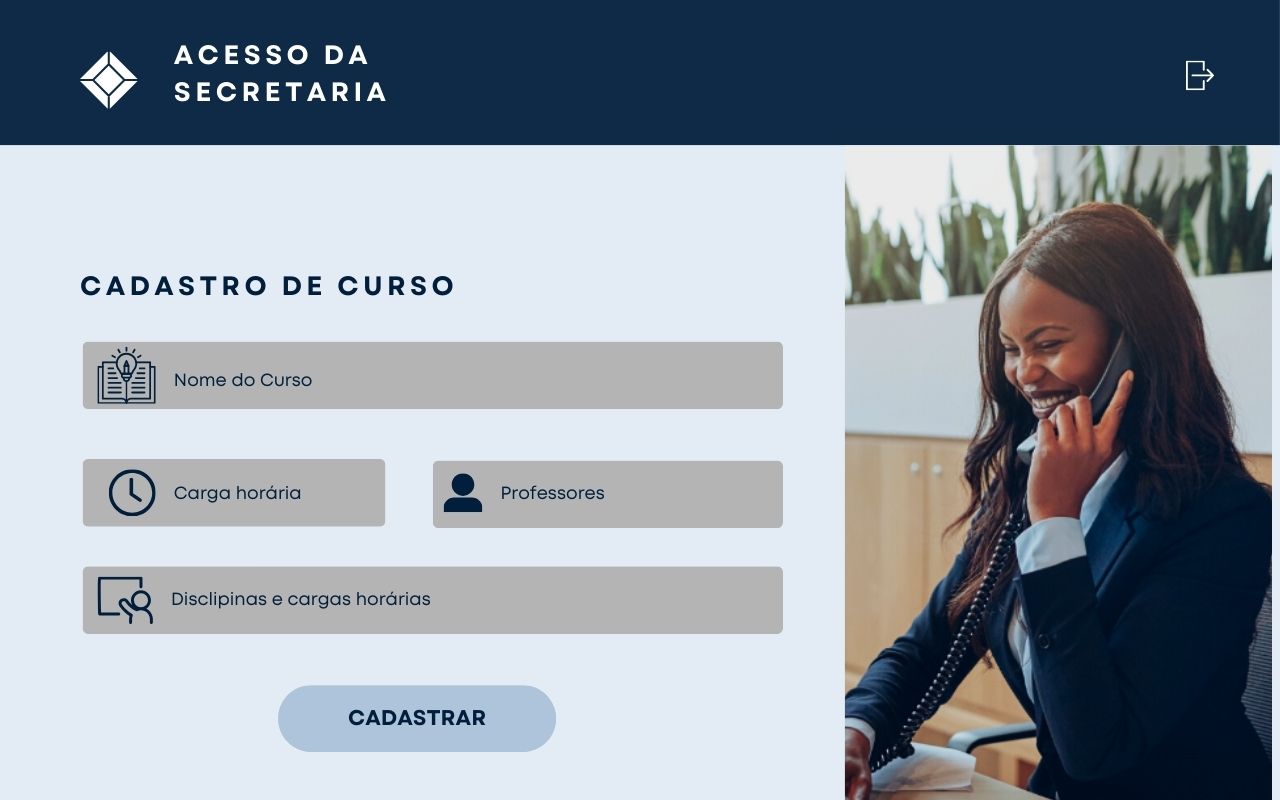 ACESSO DA
SECRETARIA
CADASTRO DE CURSO
Nome do Curso
Carga horária
Professores
Disclipinas e cargas horárias
CADASTRAR